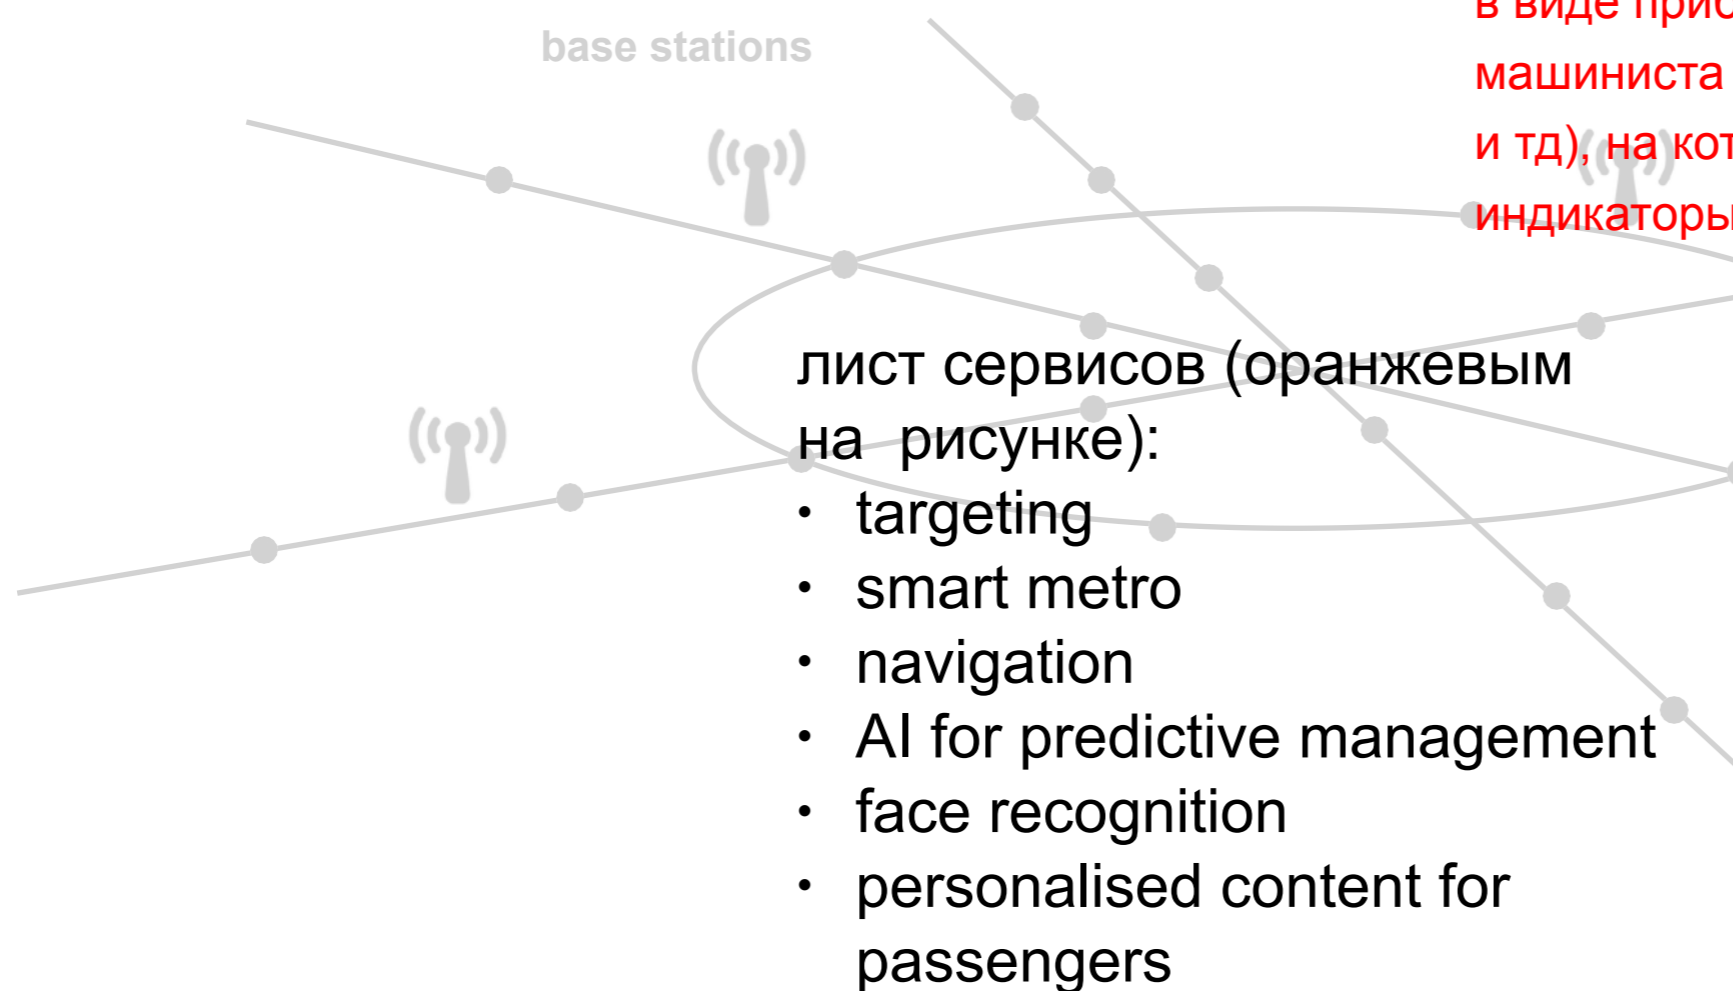 base stations
в виде
машиниста
и тд), на
индикаторы
лист сервисов (оранжевым
на рисунке):
• targeting
• smart metro
• navigation
• AI for predictive management
• face recognition
• personalised content for
passengers